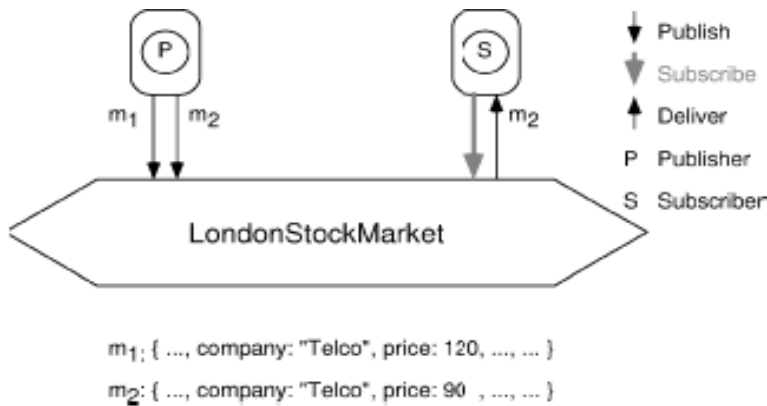 P
S
Publish
Subscribe
Deliver
P Publisher
S Subscriber
m1 m2
m2
LondonStockMarket
m1: { ..., company: "Telco", price: 120, ..., ... }
m2: { ..., company: "Telco", price: 90 , ..., ... }